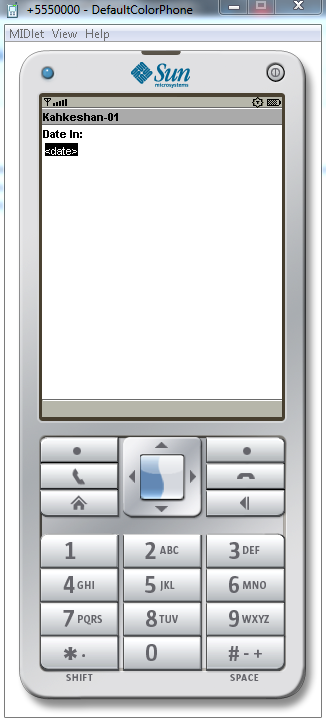 +5550000 - DefaultColorPhone
MIDlet View Help
Sun
microsystems
Kahkeshan-01
Date In:
<date>
1 2 ABC 3 DEF
4 GHI 5 JKL 6 MNO
7 PQRS 8 TUV 9 WXYZ
* . 0 # - +
SHIFT SPACE